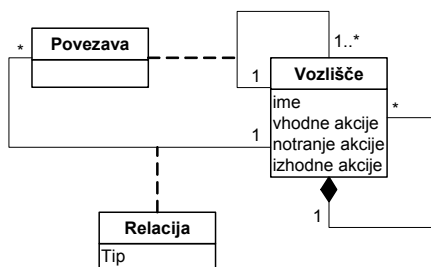 *
Povezava
1..*
1
Vozlišče
ime
vhodne akcije
notranje akcije
izhodne akcije
*
1
1
Relacija
Tip